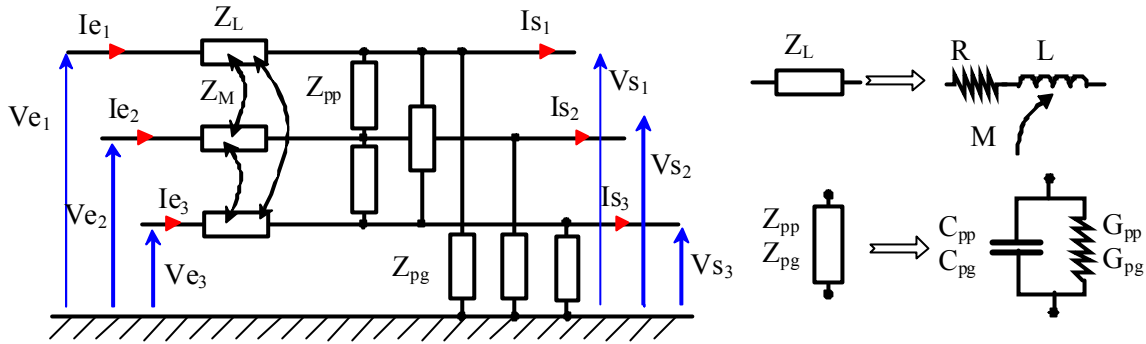 Ie1
ZL
Is1
Ve1
Ie2
ZM
Zpp
Is2
Vs1
Ve2
Ie3
Is3
Vs2
Ve3
Zpg
Vs3
ZL
R
L
M
Zpp
Zpg
Cpp
Cpg
Gpp
Gpg